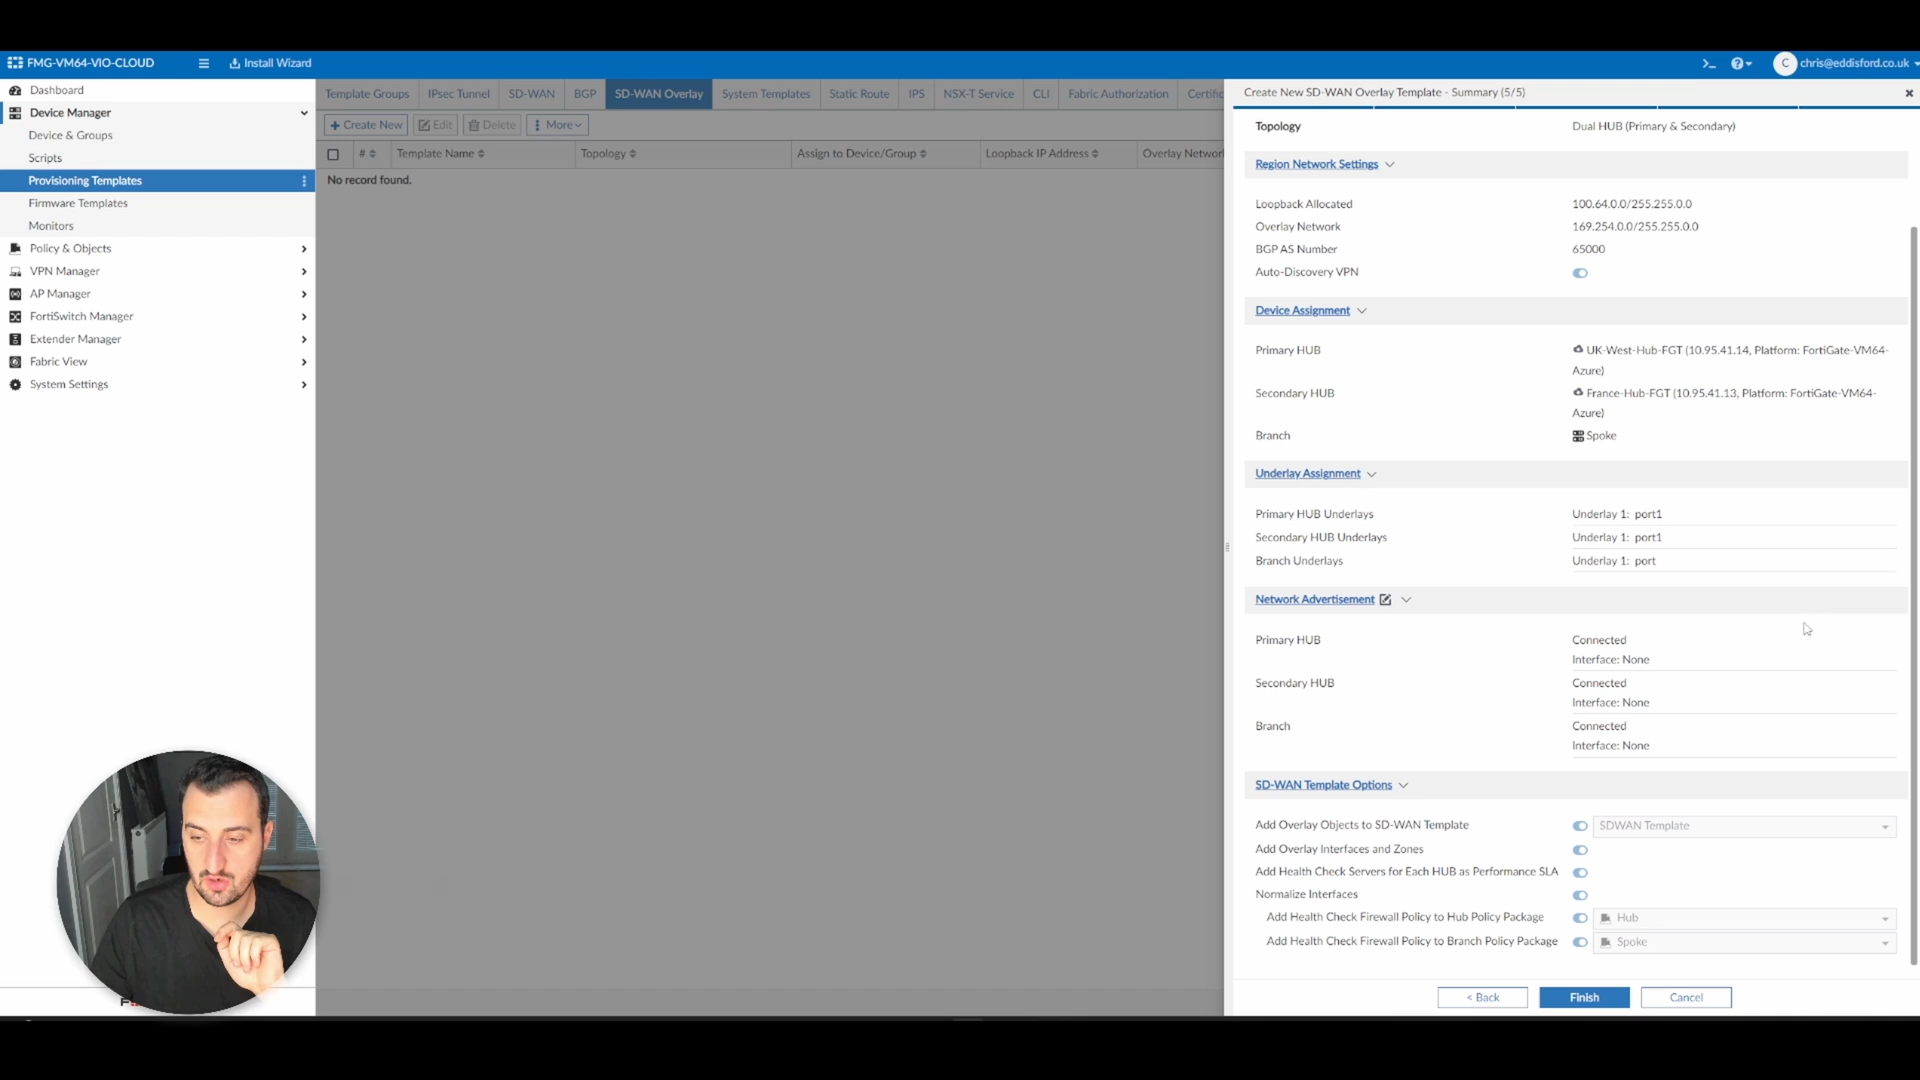 FMG-VM64-VIO-CLOUD
Install Wizard
chris@eddisford.co.uk
C
Dashboard
Device Manager
Device & Groups
Scripts
Provisioning Templates
Firmware Templates
Monitors
Policy & Objects
VPN Manager
AP Manager
FortiSwitch Manager
Extender Manager
Fabric View
System Settings
Template Groups
IPsec Tunnel
SD-WAN
BGP
SD-WAN Overlay
System Templates
Static Route
IPS
NSX-T Service
CLI
Fabric Authorization
Certific
+ Create New
Edit
Delete
More
#
Template Name
Topology
Assign to Device/Group
Loopback IP Address
Overlay Networ
No record found.
Create New SD-WAN Overlay Template - Summary (5/5)
Topology
Dual HUB (Primary & Secondary)
Region Network Settings
Loopback Allocated
100.64.0.0/255.255.0.0
Overlay Network
169.254.0.0/255.255.0.0
BGP AS Number
65000
Auto-Discovery VPN
Device Assignment
Primary HUB
UK-West-Hub-FGT (10.95.41.14, Platform: FortiGate-VM64-
Azure)
Secondary HUB
France-Hub-FGT (10.95.41.13, Platform: FortiGate-VM64-
Azure)
Branch
Spoke
Underlay Assignment
Primary HUB Underlays
Underlay 1: port1
Secondary HUB Underlays
Underlay 1: port1
Branch Underlays
Underlay 1: port
Network Advertisement
Primary HUB
Connected
Interface: None
Secondary HUB
Connected
Interface: None
Branch
Connected
Interface: None
SD-WAN Template Options
Add Overlay Objects to SD-WAN Template
SDWAN Template
Add Overlay Interfaces and Zones
Add Health Check Servers for Each HUB as Performance SLA
Normalize Interfaces
Add Health Check Firewall Policy to Hub Policy Package
Hub
Add Health Check Firewall Policy to Branch Policy Package
Spoke
< Back
Finish
Cancel